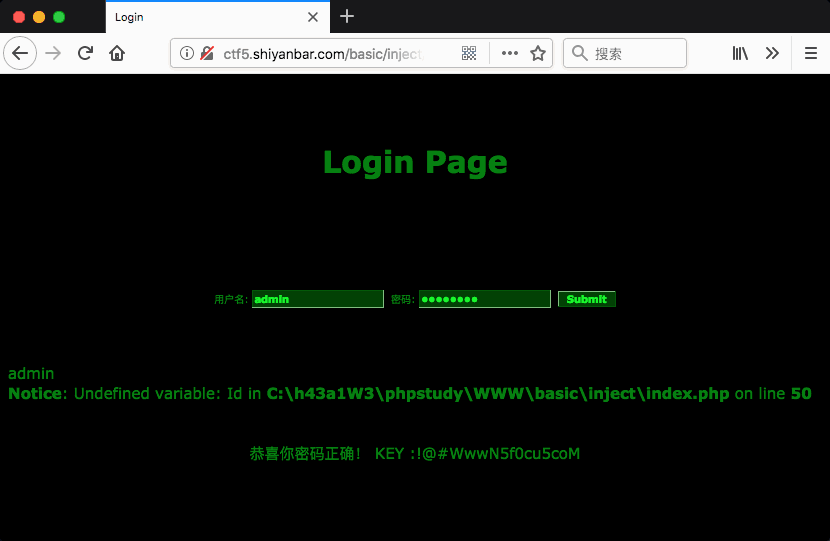 Login
ctf5.shiyanbar.com/basic/inject
搜索
Login Page
用户名: admin 密码: Submit
admin
Notice: Undefined variable: Id in C:\h43a1W3\phpstudy\WWW\basic\inject\index.php on line 50
恭喜你密码正确! KEY :!@#WwwN5f0cu5coM